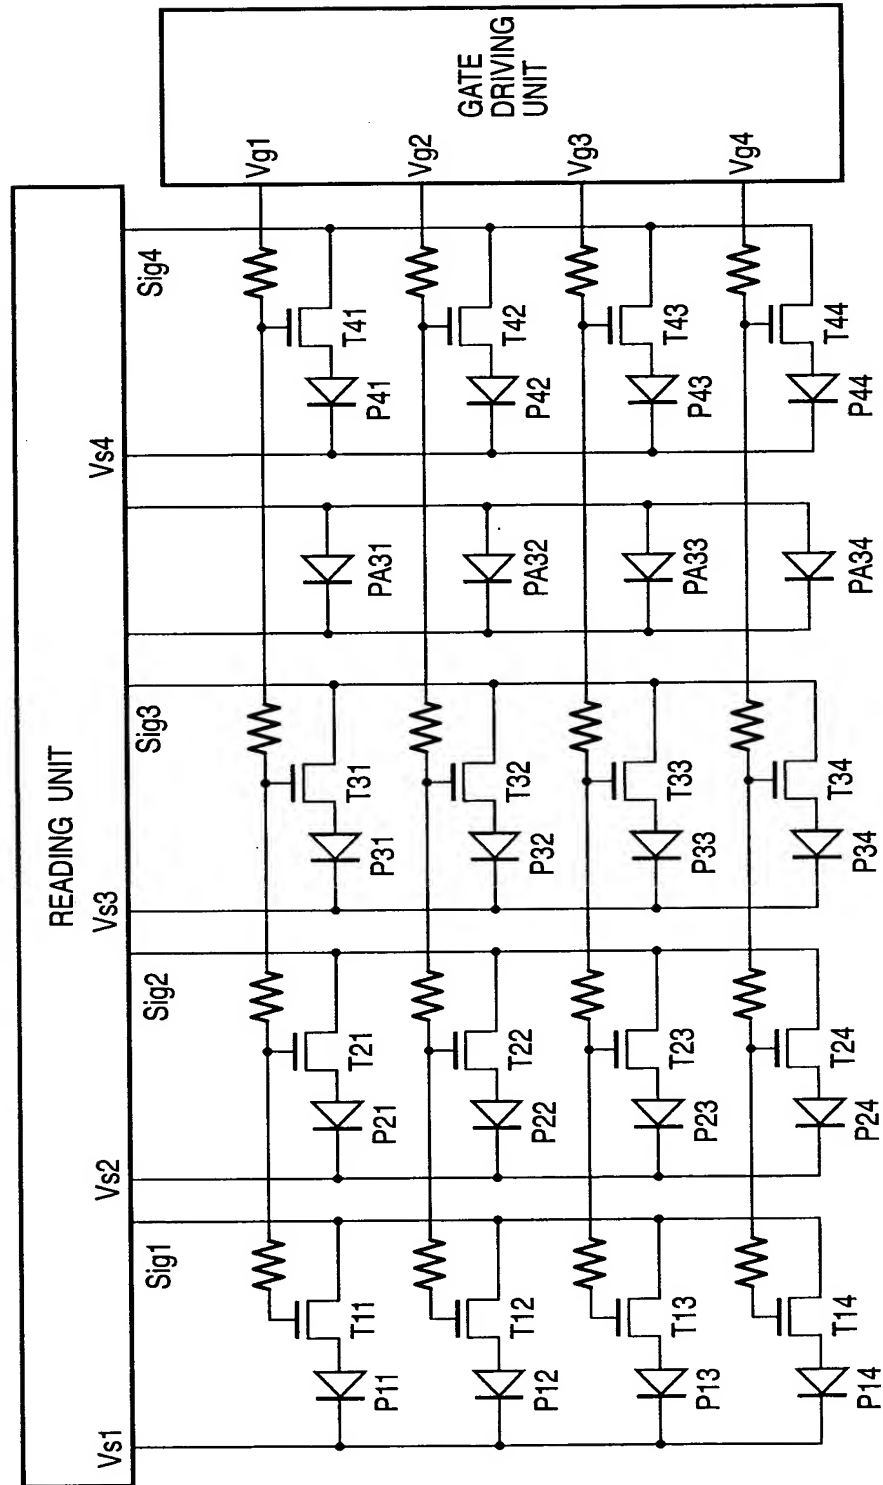 READING UNIT
Vs1
Vs2
Vs3
Vs4
Sig1
Sig2
Sig3
Sig4
GATE
DRIVING
UNIT
Vg1
Vg2
Vg3
Vg4
P11
T11
P21
T21
P31
T31
PA31
P41
T41
P12
T12
P22
T22
P32
T32
PA32
P42
T42
P13
T13
P23
T23
P33
T33
PA33
P43
T43
P14
T14
P24
T24
P34
T34
PA34
P44
T44